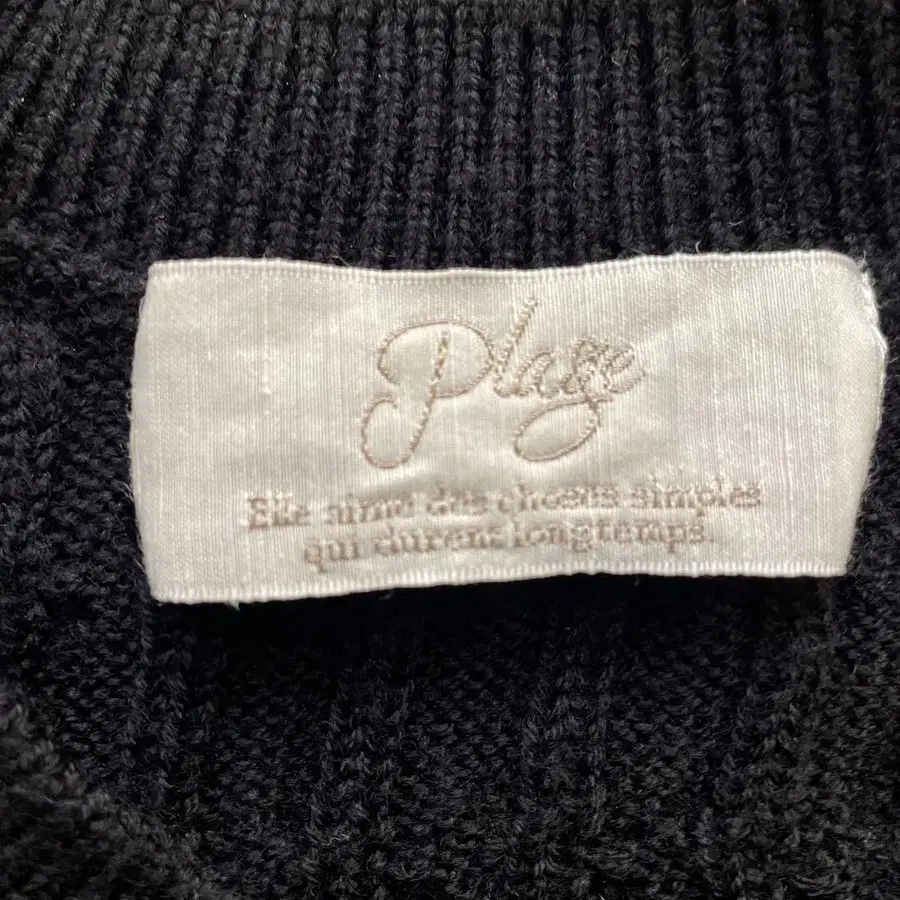 Plage
Elle aime des choses simples
qui durent longtemps.